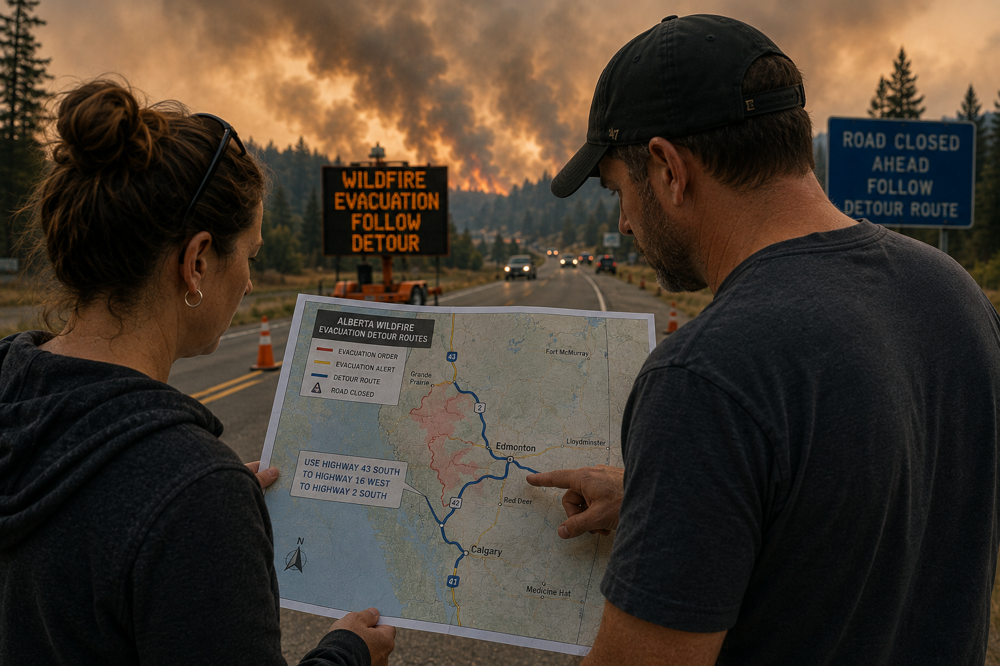 WILDFIRE
EVACUATION
FOLLOW
DETOUR
ROAD CLOSED
AHEAD
FOLLOW
DETOUR ROUTE
47
ALBERTA WILDFIRE
EVACUATION DETOUR ROUTES
EVACUATION ORDER
EVACUATION ALERT
DETOUR ROUTE
ROAD CLOSED
43
Fort McMurray
Grande
Prairie
2
Edmonton
Lloydminster
USE HIGHWAY 43 SOUTH
TO HIGHWAY 16 WEST
TO HIGHWAY 2 SOUTH
42
Red Deer
N
Calgary
41
Medicine Hat